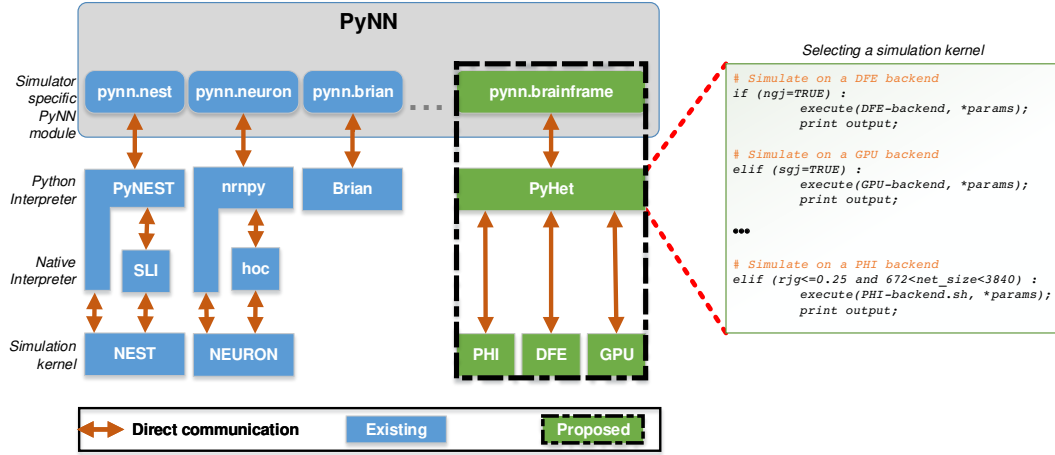 PyNN
Simulator
specific
PyNN
module
pynn.nest
pynn.neuron
pynn.brian
...
pynn.brainframe
Python
Interpreter
PyNEST
nrnpy
Brian
PyHet
Native
Interpreter
SLI
hoc
Simulation
kernel
NEST
NEURON
PHI
DFE
GPU
Direct communication
Existing
Proposed
Selecting a simulation kernel
# Simulate on a DFE backend
if (ngj=TRUE) :
execute(DFE-backend, *params);
print output;
# Simulate on a GPU backend
elif (sgj=TRUE) :
execute(GPU-backend, *params);
print output;
•••
# Simulate on a PHI backend
elif (rjg<=0.25 and 672<net_size<3840) :
execute(PHI-backend.sh, *params);
print output;